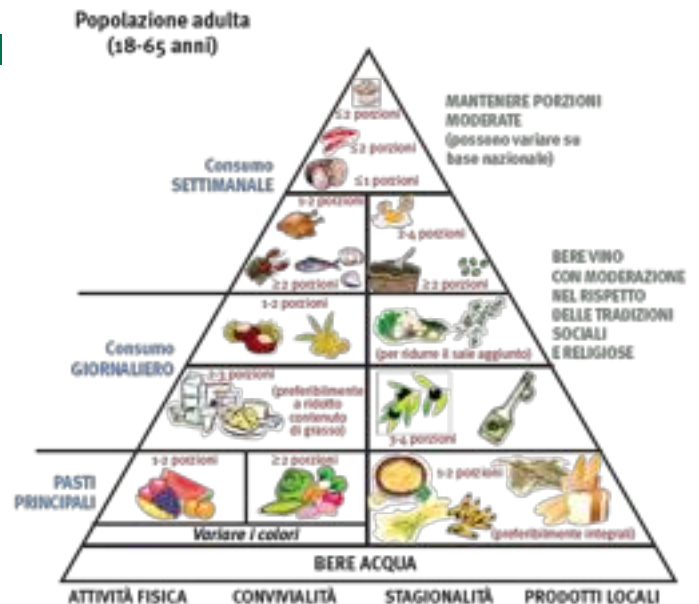 Popolazione adulta
(18-65 anni)
≤2 porzioni
≤2 porzioni
≤1 porzioni
MANTENERE PORZIONI
MODERATE
(possono variare su
base nazionale)
Consumo
SETTIMANALE
1-2 porzioni
2-4 porzioni
≥2 porzioni
≥2 porzioni
BERE VINO
CON MODERAZIONE
NEL RISPETTO
DELLE TRADIZIONI
SOCIALI
E RELIGIOSE
Consumo
GIORNALIERO
1-2 porzioni
(per ridurre il sale aggiunto)
2-3 porzioni
(preferibilmente
a ridotto
contenuto
di grasso)
3-4 porzioni
PASTI
PRINCIPALI
1-2 porzioni
≥2 porzioni
1-2 porzioni
(preferibilmente integrali)
Variare i colori
BERE ACQUA
ATTIVITÀ FISICA
CONVIVIALITÀ
STAGIONALITÀ
PRODOTTI LOCALI